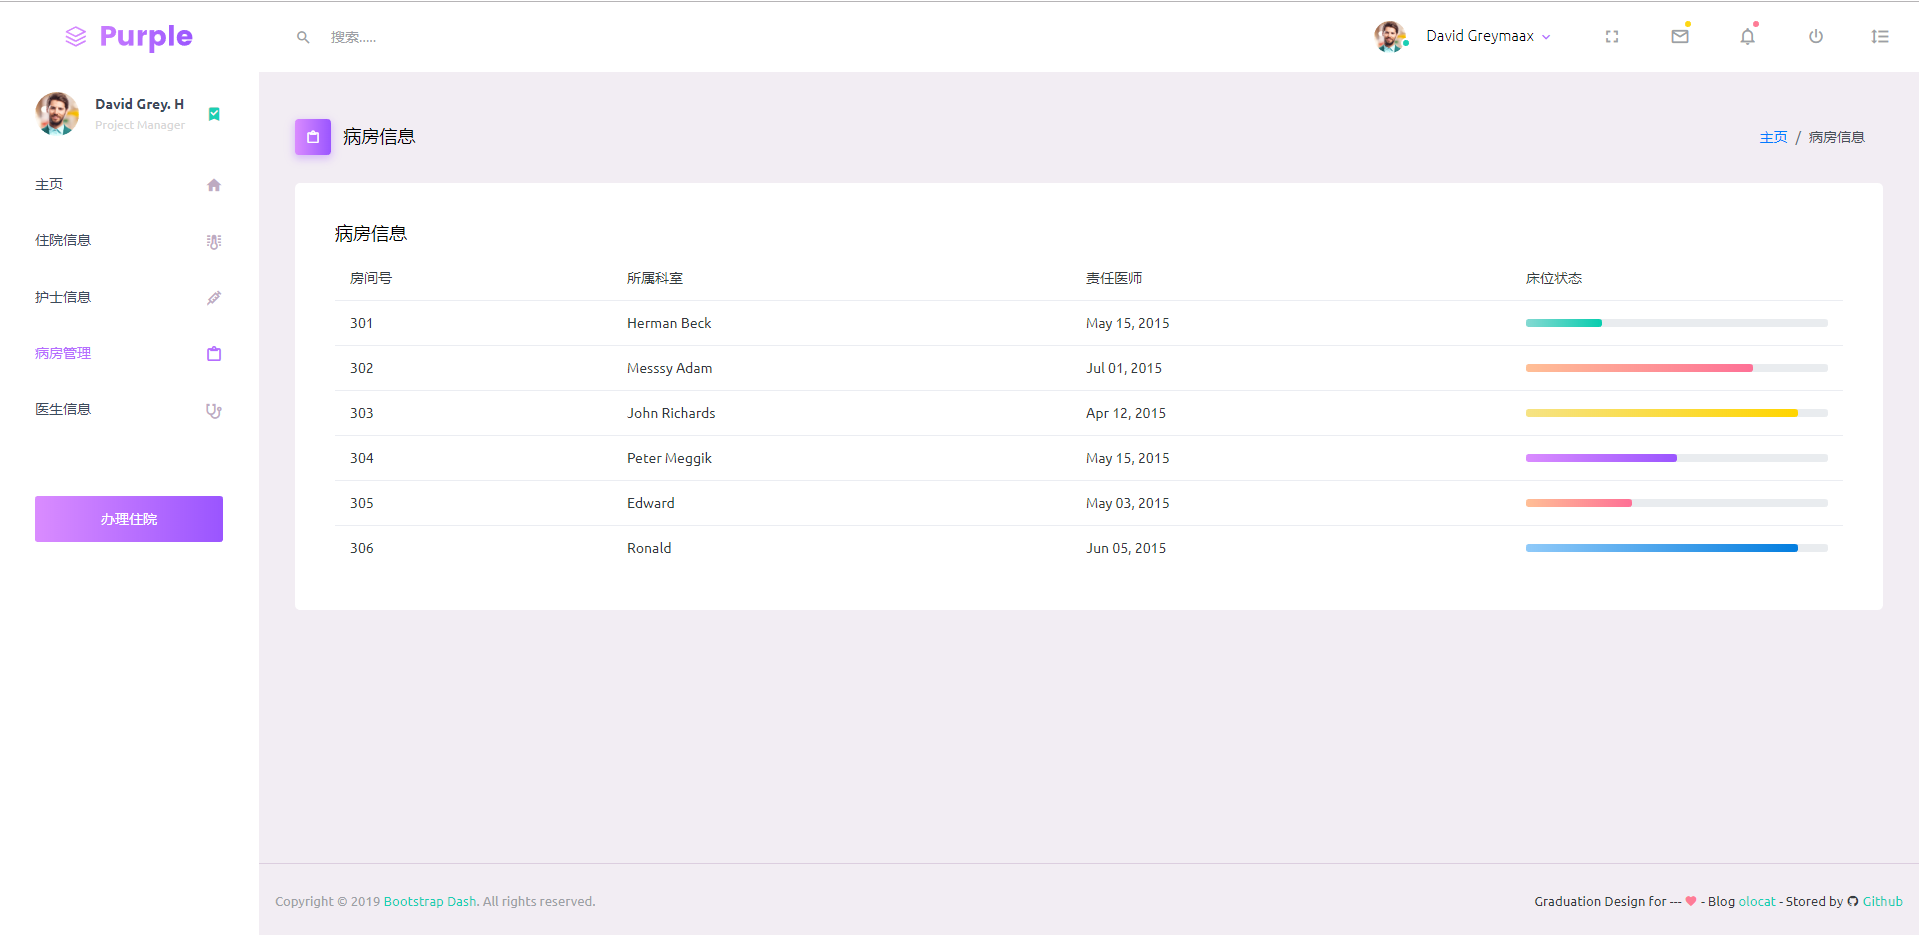 Purple
搜索.....
David Greymaax
David Grey. H
Project Manager
主页
住院信息
护士信息
病房管理
医生信息
办理住院
病房信息
主页 / 病房信息
病房信息
房间号 所属科室 责任医师 床位状态
301 Herman Beck May 15, 2015
302 Messsy Adam Jul 01, 2015
303 John Richards Apr 12, 2015
304 Peter Meggik May 15, 2015
305 Edward May 03, 2015
306 Ronald Jun 05, 2015
Copyright © 2019 Bootstrap Dash. All rights reserved.
Graduation Design for --- ♥ - Blog olocat - Stored by Github